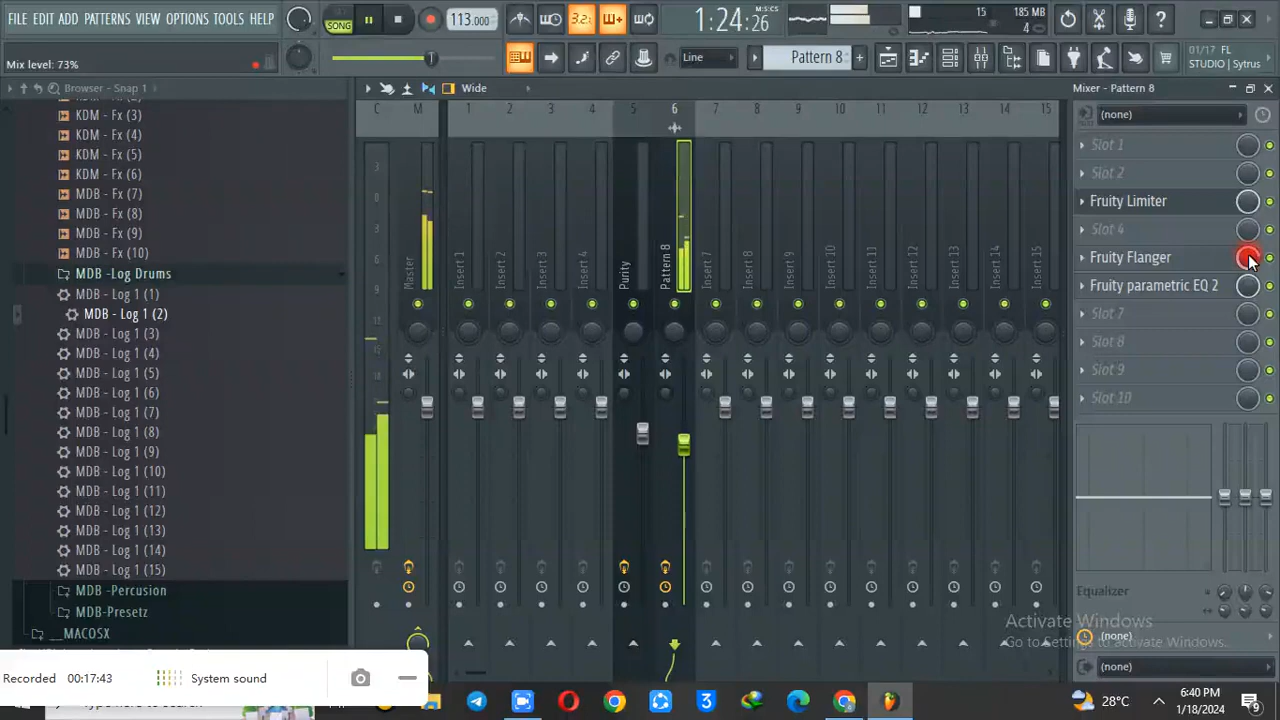 FILE EDIT ADD PATTERNS VIEW OPTIONS TOOLS HELP
Mix level: 73%
SONG
113.000
3.2
1:24:26
M:S:CS
15
185 MB
4
Line
Pattern 8
01/18 FL
STUDIO | Sytrus
Browser - Snap 1
KDM - Fx (3)
KDM - Fx (4)
KDM - Fx (5)
KDM - Fx (6)
MDB - Fx (7)
MDB - Fx (8)
MDB - Fx (9)
MDB - Fx (10)
MDB -Log Drums
MDB - Log 1 (1)
MDB - Log 1 (2)
MDB - Log 1 (3)
MDB - Log 1 (4)
MDB - Log 1 (5)
MDB - Log 1 (6)
MDB - Log 1 (7)
MDB - Log 1 (8)
MDB - Log 1 (9)
MDB - Log 1 (10)
MDB - Log 1 (11)
MDB - Log 1 (12)
MDB - Log 1 (13)
MDB - Log 1 (14)
MDB - Log 1 (15)
MDB -Percusion
MDB-Presetz
__MACOSX
Wide
C M 1 2 3 4 5 6 7 8 9 10 11 12 13 14 15
Master
Insert 1
Insert 2
Insert 3
Insert 4
Purity
Pattern 8
Insert 7
Insert 8
Insert 9
Insert 10
Insert 11
Insert 12
Insert 13
Insert 14
Insert 15
Mixer - Pattern 8
(none)
Slot 1
Slot 2
Fruity Limiter
Slot 4
Fruity Flanger
Fruity parametric EQ 2
Slot 7
Slot 8
Slot 9
Slot 10
Equalizer
(none)
(none)
Activate Windows
Go to Settings to activate Windows.
Recorded 00:17:43
System sound
28°
6:40 PM
1/18/2024